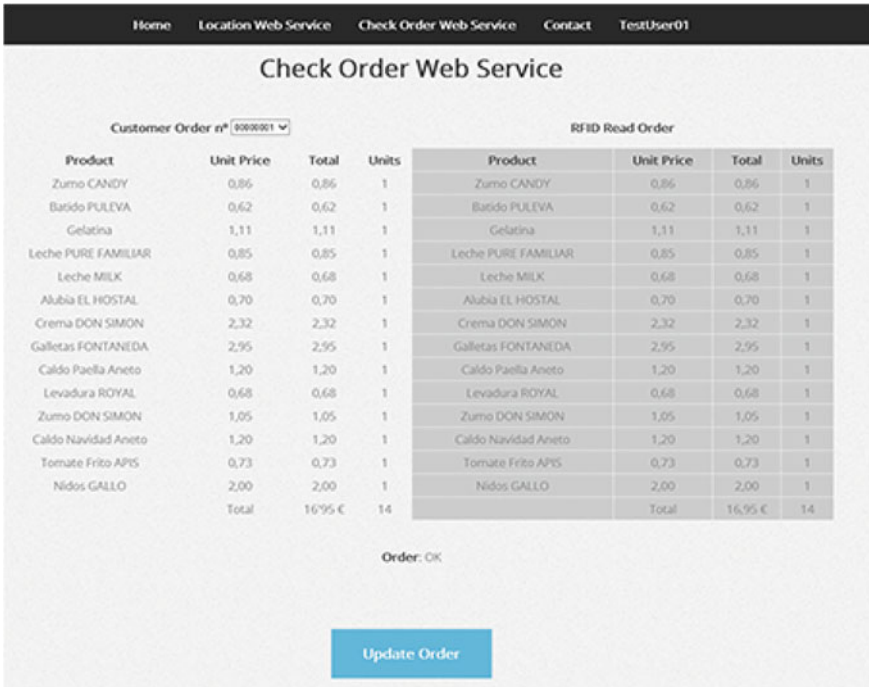 Home Location Web Service Check Order Web Service Contact TestUser01
Check Order Web Service
Customer Order nº 00000001 RFID Read Order
Product Unit Price Total Units Product Unit Price Total Units
Zumo CANDY 0,86 0,86 1 Zumo CANDY 0,86 0,86 1
Batido PULEVA 0,62 0,62 1 Batido PULEVA 0,62 0,62 1
Gelatina 1,11 1,11 1 Gelatina 1,11 1,11 1
Leche PURE FAMILIAR 0,85 0,85 1 Leche PURE FAMILIAR 0,85 0,85 1
Leche MILK 0,68 0,68 1 Leche MILK 0,68 0,68 1
Alubia EL HOSTAL 0,70 0,70 1 Alubia EL HOSTAL 0,70 0,70 1
Crema DON SIMON 2,32 2,32 1 Crema DON SIMON 2,32 2,32 1
Galletas FONTANEDA 2,95 2,95 1 Galletas FONTANEDA 2,95 2,95 1
Caldo Paella Aneto 1,20 1,20 1 Caldo Paella Aneto 1,20 1,20 1
Levadura ROYAL 0,68 0,68 1 Levadura ROYAL 0,68 0,68 1
Zumo DON SIMON 1,05 1,05 1 Zumo DON SIMON 1,05 1,05 1
Caldo Navidad Aneto 1,20 1,20 1 Caldo Navidad Aneto 1,20 1,20 1
Tomate Frito APIS 0,73 0,73 1 Tomate Frito APIS 0,73 0,73 1
Nidos GALLO 2,00 2,00 1 Nidos GALLO 2,00 2,00 1
Total 16'95 € 14 Total 16,95 € 14
Order: OK
Update Order